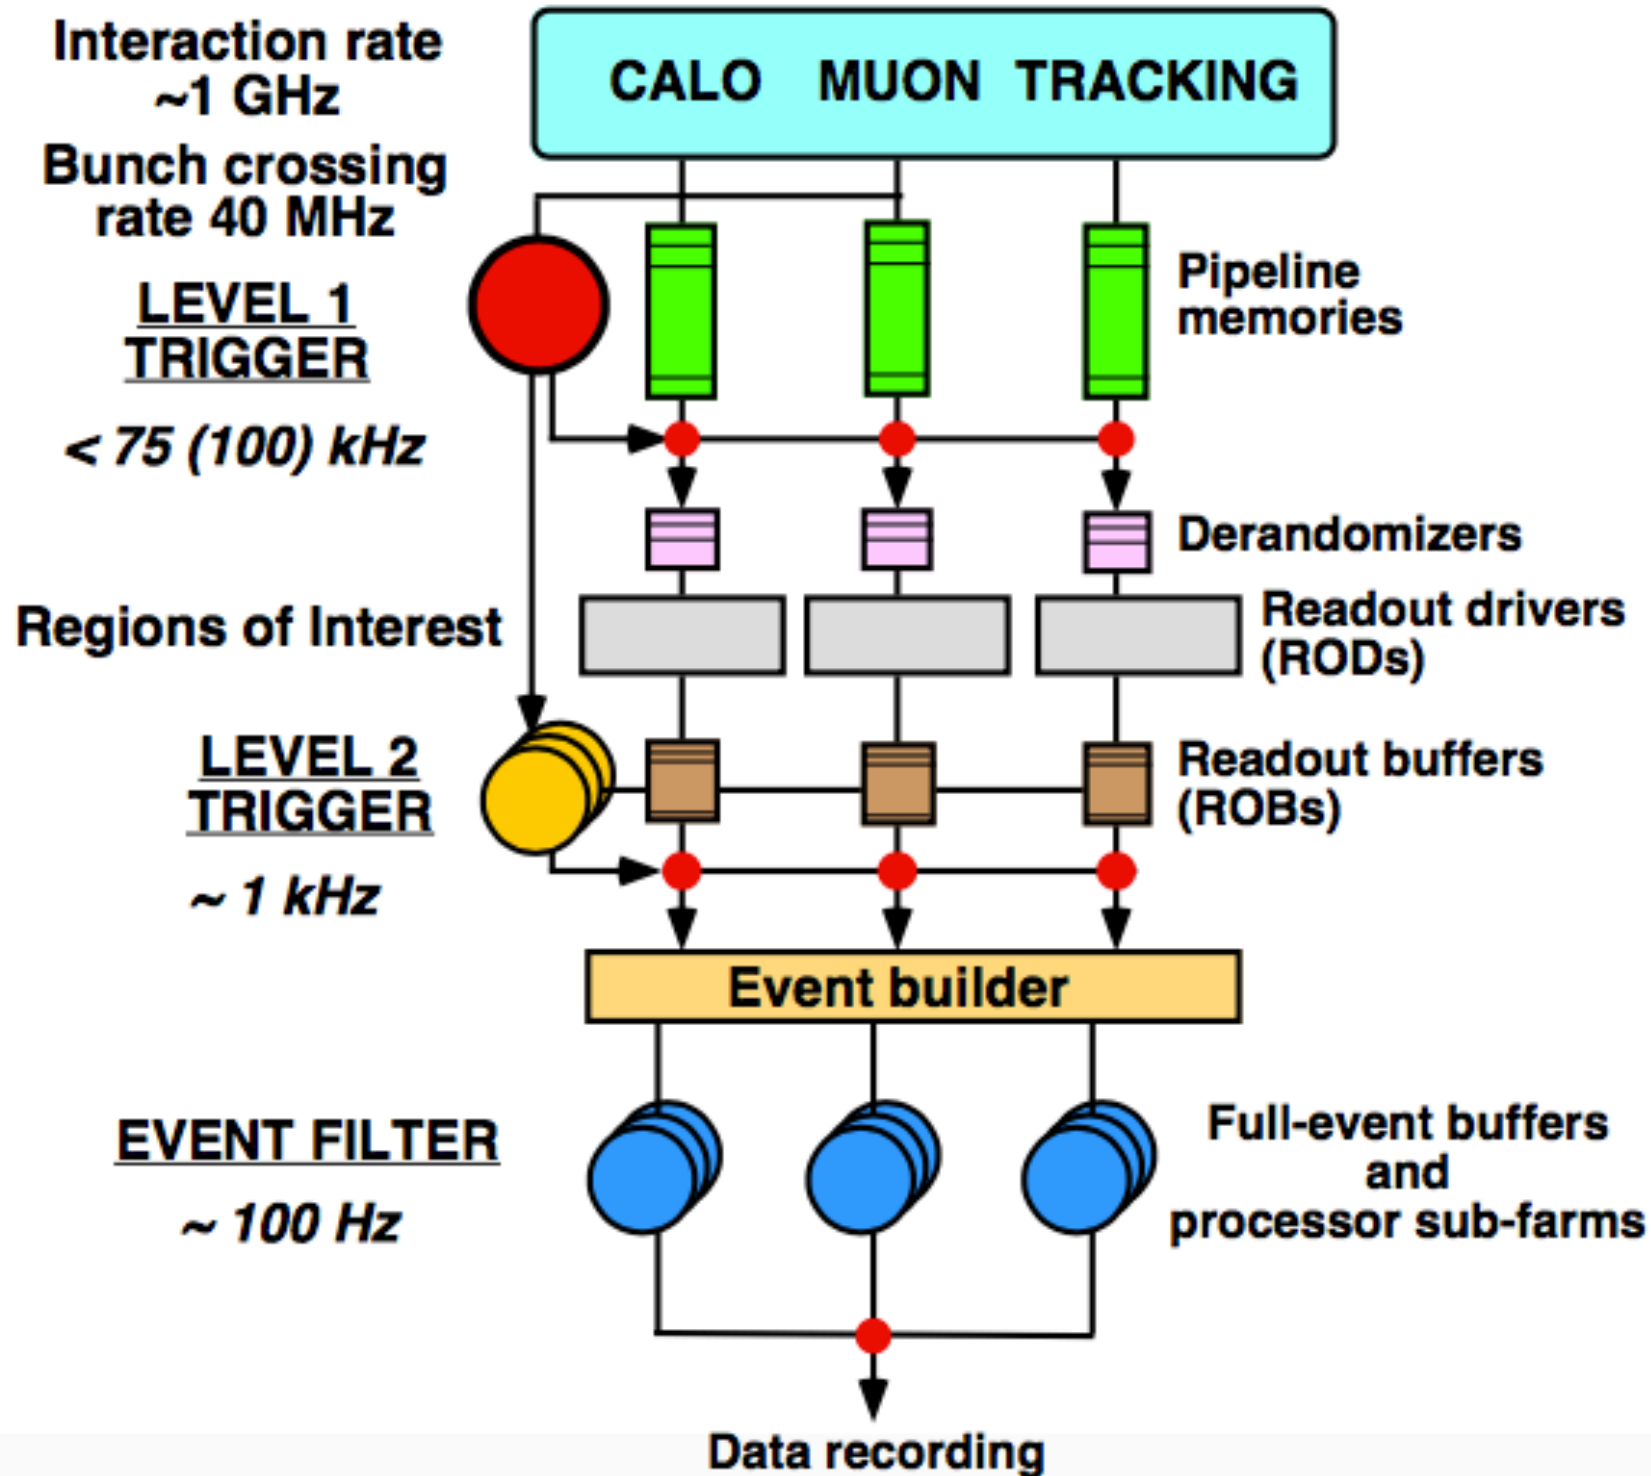 Interaction rate
~1 GHz
CALO MUON TRACKING
Bunch crossing
rate 40 MHz
Pipeline
memories
LEVEL 1
TRIGGER
< 75 (100) kHz
Derandomizers
Regions of Interest
Readout drivers
(RODs)
LEVEL 2
TRIGGER
Readout buffers
(ROBs)
~ 1 kHz
Event builder
EVENT FILTER
~ 100 Hz
Full-event buffers
and
processor sub-farms
Data recording